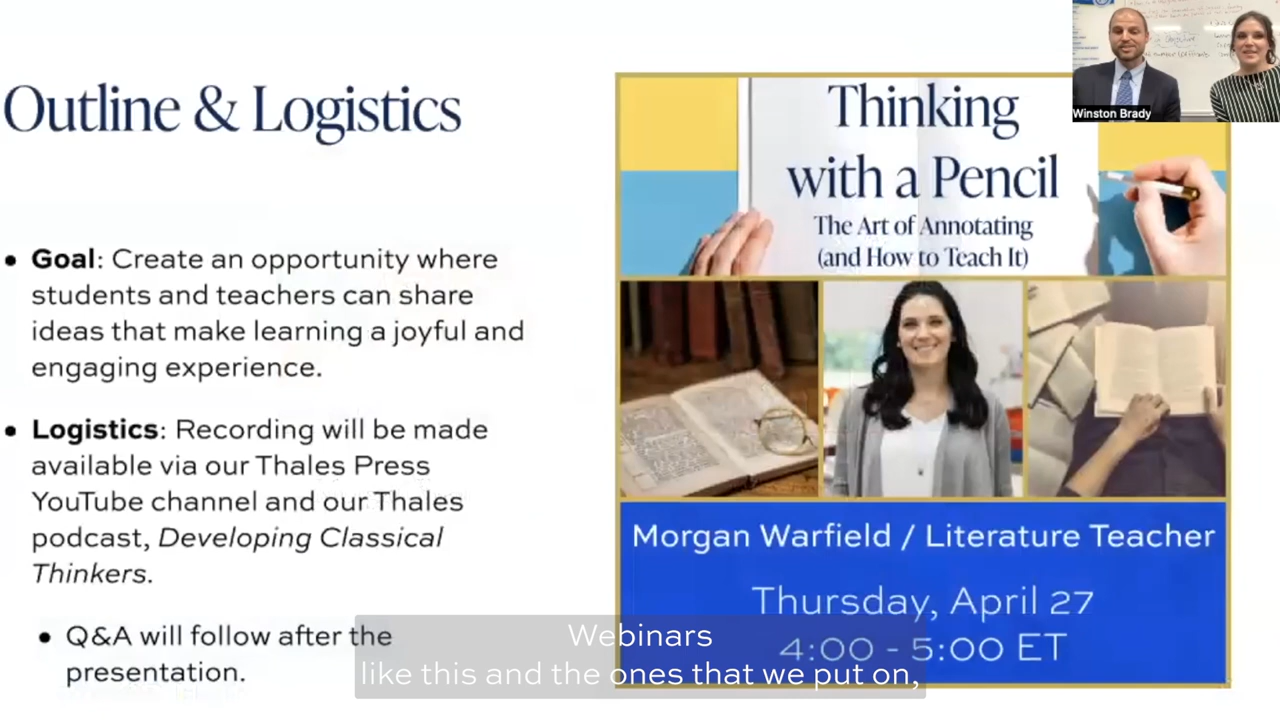 Outline & Logistics
• Goal: Create an opportunity where
students and teachers can share
ideas that make learning a joyful and
engaging experience.
• Logistics: Recording will be made
available via our Thales Press
YouTube channel and our Thales
podcast, Developing Classical
Thinkers.
• Q&A will follow after the
presentation.
Thinking
with a Pencil
The Art of Annotating
(and How to Teach It)
Morgan Warfield / Literature Teacher
Thursday, April 27
4:00 - 5:00 ET
Winston Brady
Webinars
like this and the ones that we put on,